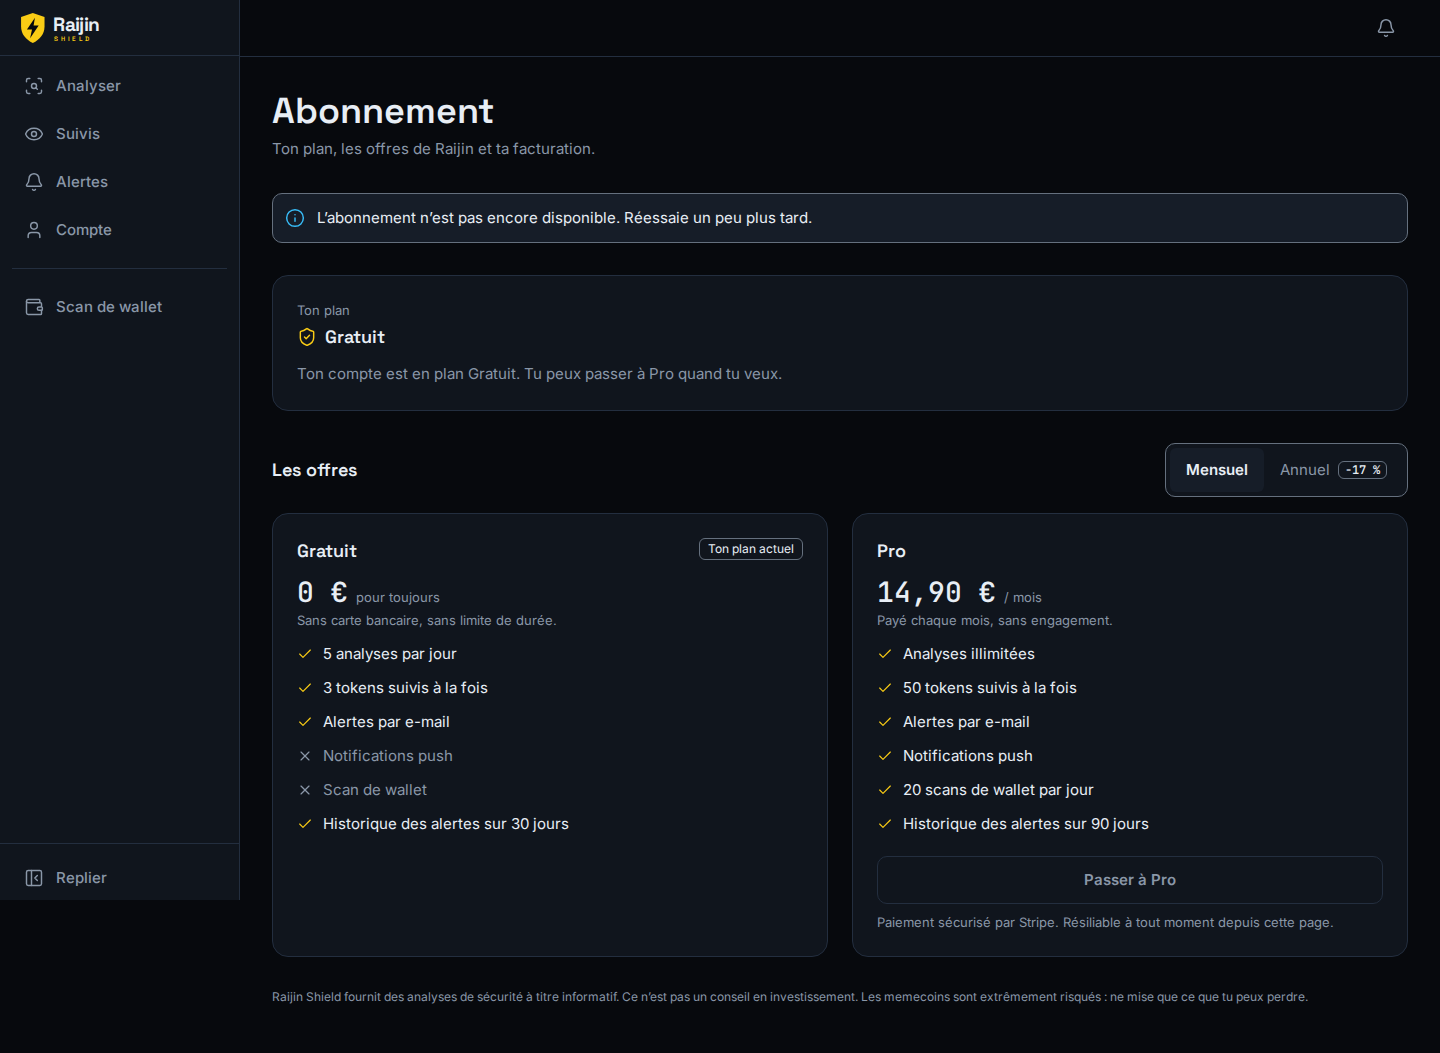 Raijin
SHIELD
Analyser
Suivis
Alertes
Compte
Scan de wallet
Replier
Abonnement
Ton plan, les offres de Raijin et ta facturation.
L’abonnement n’est pas encore disponible. Réessaie un peu plus tard.
Ton plan
Gratuit
Ton compte est en plan Gratuit. Tu peux passer à Pro quand tu veux.
Les offres
Mensuel
Annuel -17 %
Gratuit
Ton plan actuel
0 € pour toujours
Sans carte bancaire, sans limite de durée.
5 analyses par jour
3 tokens suivis à la fois
Alertes par e-mail
Notifications push
Scan de wallet
Historique des alertes sur 30 jours
Pro
14,90 € / mois
Payé chaque mois, sans engagement.
Analyses illimitées
50 tokens suivis à la fois
Alertes par e-mail
Notifications push
20 scans de wallet par jour
Historique des alertes sur 90 jours
Passer à Pro
Paiement sécurisé par Stripe. Résiliable à tout moment depuis cette page.
Raijin Shield fournit des analyses de sécurité à titre informatif. Ce n’est pas un conseil en investissement. Les memecoins sont extrêmement risqués : ne mise que ce que tu peux perdre.